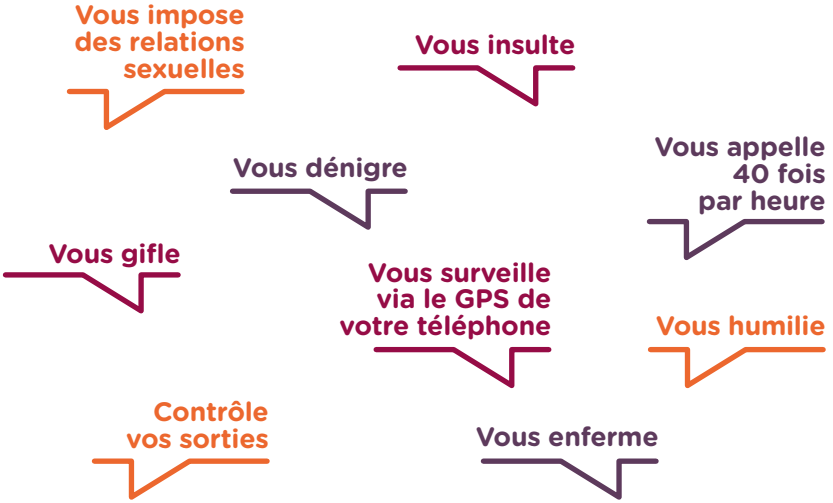 Vous impose
des relations
sexuelles
Vous insulte
Vous dénigre
Vous appelle
40 fois
par heure
Vous gifle
Vous surveille
via le GPS de
votre téléphone
Vous humilie
Contrôle
vos sorties
Vous enferme